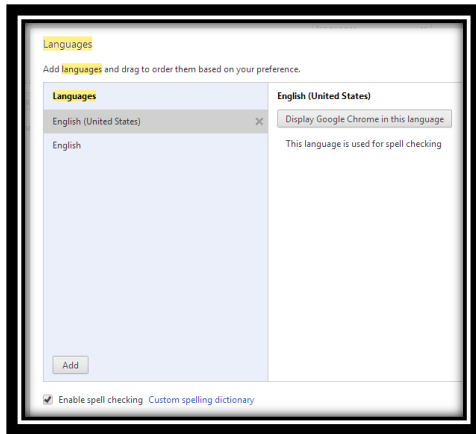 Languages
Add languages and drag to order them based on your preference.
Languages
English (United States)
English
Add
English (United States)
Display Google Chrome in this language
This language is used for spell checking
Enable spell checking Custom spelling dictionary